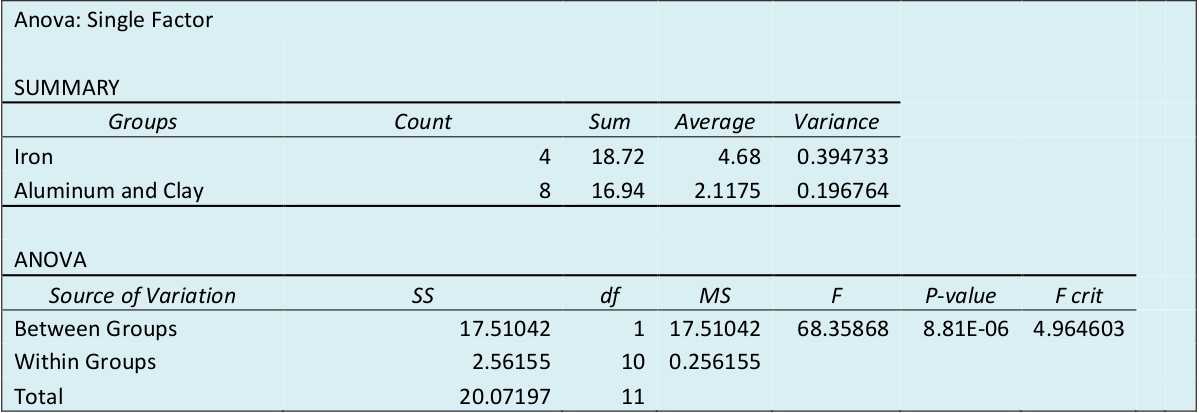 Anova: Single Factor
SUMMARY
Groups Count Sum Average Variance
Iron 4 18.72 4.68 0.394733
Aluminum and Clay 8 16.94 2.1175 0.196764
ANOVA
Source of Variation SS df MS F P-value F crit
Between Groups 17.51042 1 17.51042 68.35868 8.81E-06 4.964603
Within Groups 2.56155 10 0.256155
Total 20.07197 11